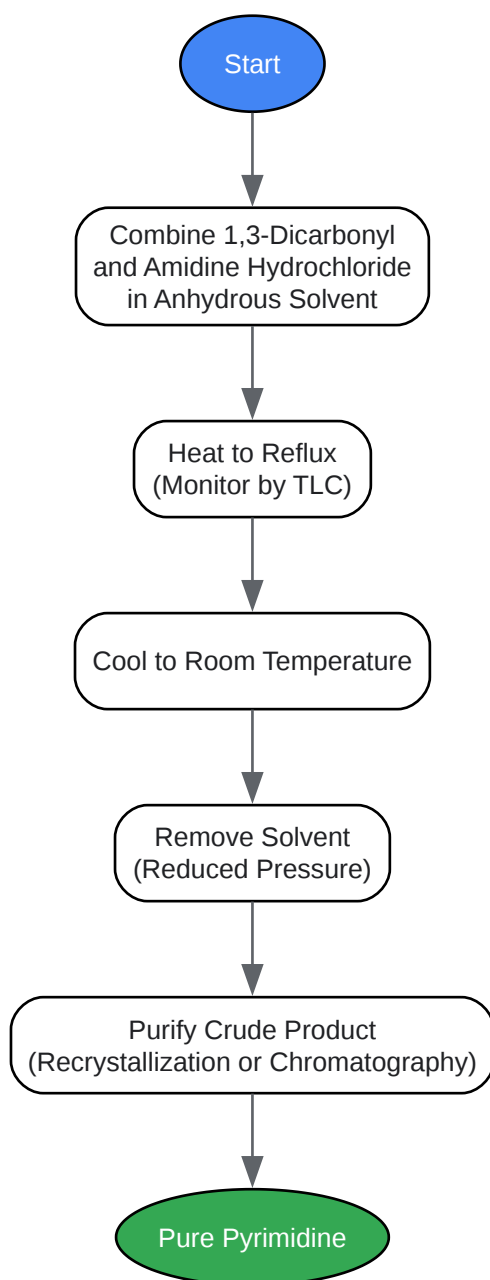 Start
Combine 1,3-Dicarbonyl
and Amidine Hydrochloride
in Anhydrous Solvent
Heat to Reflux
(Monitor by TLC)
Cool to Room Temperature
Remove Solvent
(Reduced Pressure)
Purify Crude Product
(Recrystallization or Chromatography)
Pure Pyrimidine